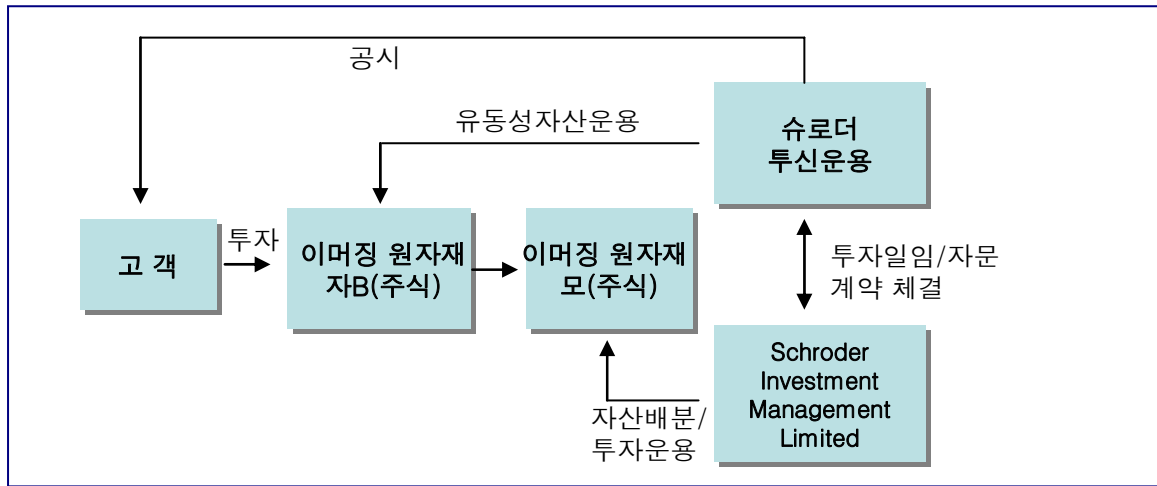 공시
유동성자산운용
슈로더
투신운용
고 객
투자
이머징 원자재
자B(주식)
이머징 원자재
모(주식)
투자일임/자문
계약 체결
자산배분/
투자운용
Schroder
Investment
Management
Limited